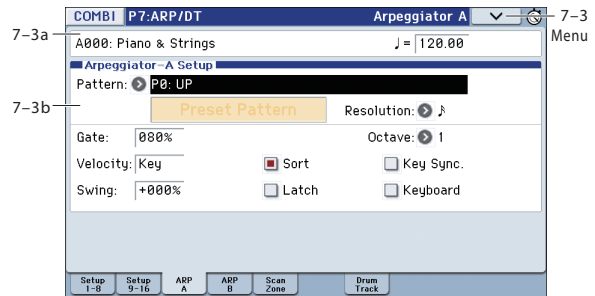 COMBI P7:ARP/DT Arpeggiator A
7-3
Menu
7-3a
A000: Piano & Strings ♩= 120.00
Arpeggiator-A Setup
Pattern: P0: UP
7-3b
Preset Pattern Resolution: ♪
Gate: 080% Octave: 1
Velocity: Key Sort Key Sync.
Swing: +000% Latch Keyboard
Setup 1-8
Setup 9-16
ARP A
ARP B
Scan Zone
Drum Track